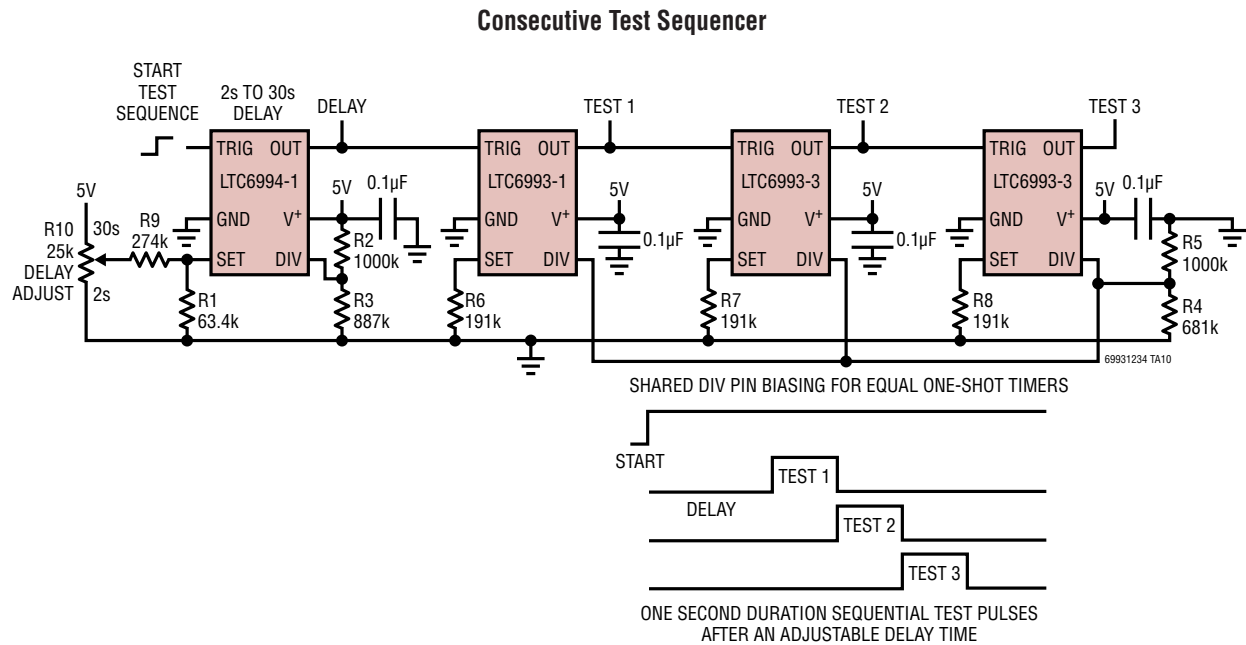 Consecutive Test Sequencer
START
TEST
SEQUENCE
2s TO 30s
DELAY
DELAY
TEST 1
TEST 2
TEST 3
TRIG OUT
LTC6994-1
GND V+
SET DIV
TRIG OUT
LTC6993-1
GND V+
SET DIV
TRIG OUT
LTC6993-3
GND V+
SET DIV
TRIG OUT
LTC6993-3
GND V+
SET DIV
5V
R10
25k
DELAY
ADJUST
30s
2s
R9
274k
R1
63.4k
5V
0.1µF
R2
1000k
R3
887k
R6
191k
5V
0.1µF
R7
191k
5V
0.1µF
R8
191k
5V
0.1µF
R5
1000k
R4
681k
69931234 TA10
SHARED DIV PIN BIASING FOR EQUAL ONE-SHOT TIMERS
START
DELAY
TEST 1
TEST 2
TEST 3
ONE SECOND DURATION SEQUENTIAL TEST PULSES
AFTER AN ADJUSTABLE DELAY TIME